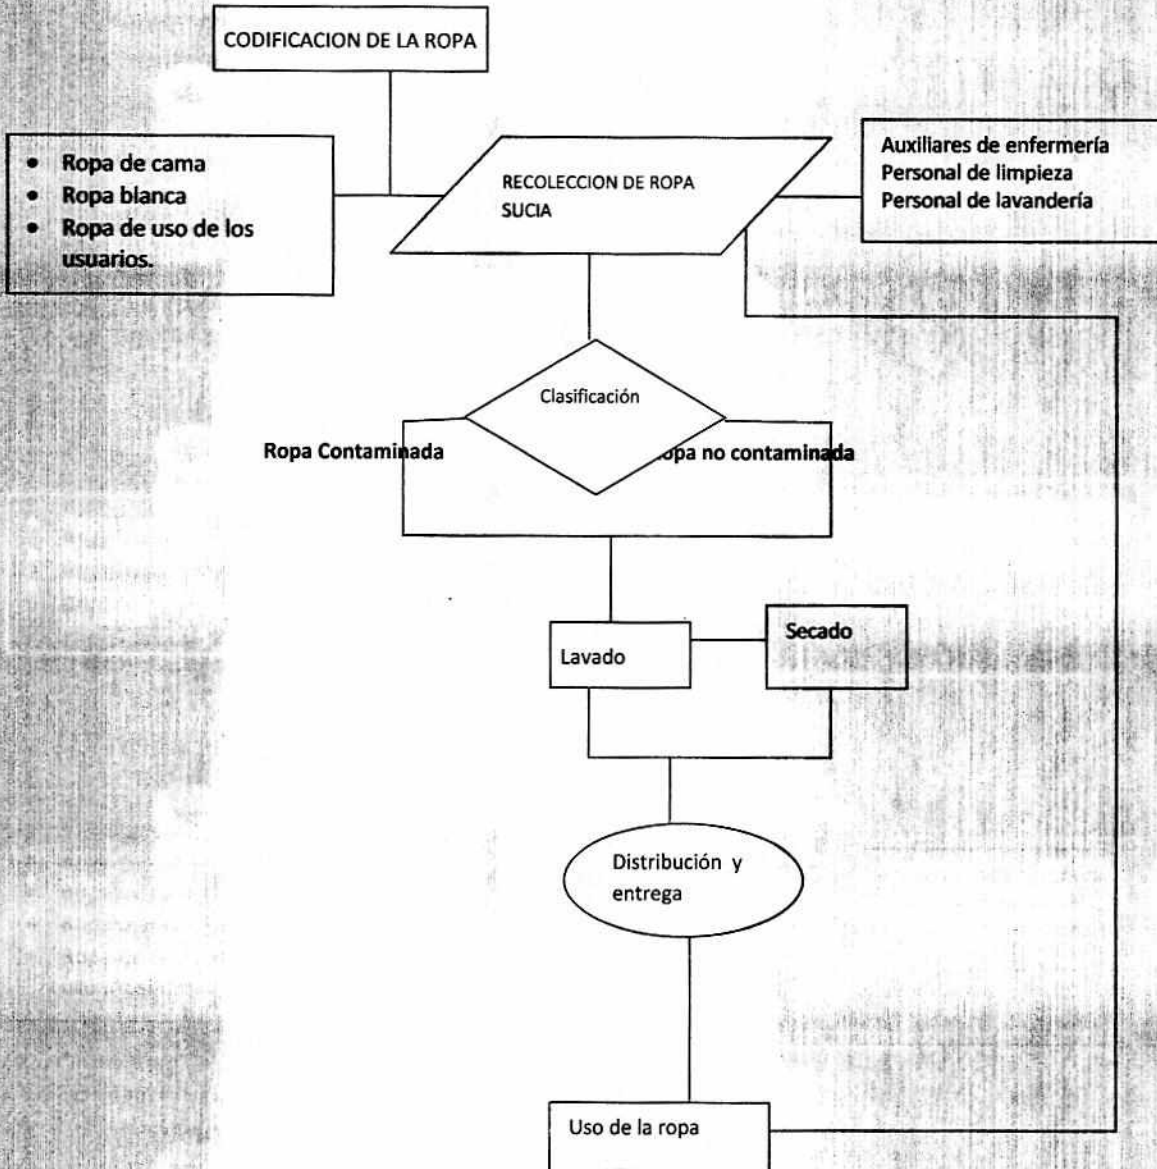 CODIFICACION DE LA ROPA
• Ropa de cama
• Ropa blanca
• Ropa de uso de los
usuarios.
RECOLECCION DE ROPA
SUCIA
Auxiliares de enfermería
Personal de limpieza
Personal de lavandería
Clasificación
Ropa Contaminada
opa no contaminada
Lavado
Secado
Distribución y
entrega
Uso de la ropa